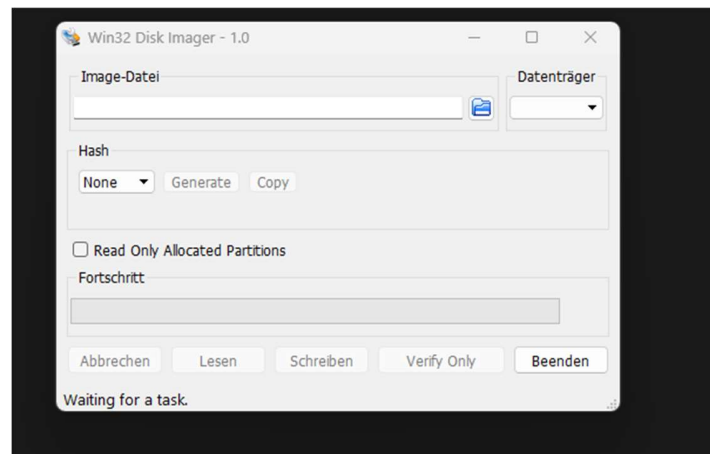 Win32 Disk Imager - 1.0
Image-Datei Datenträger
Hash
None Generate Copy
Read Only Allocated Partitions
Fortschritt
Abbrechen Lesen Schreiben Verify Only Beenden
Waiting for a task.